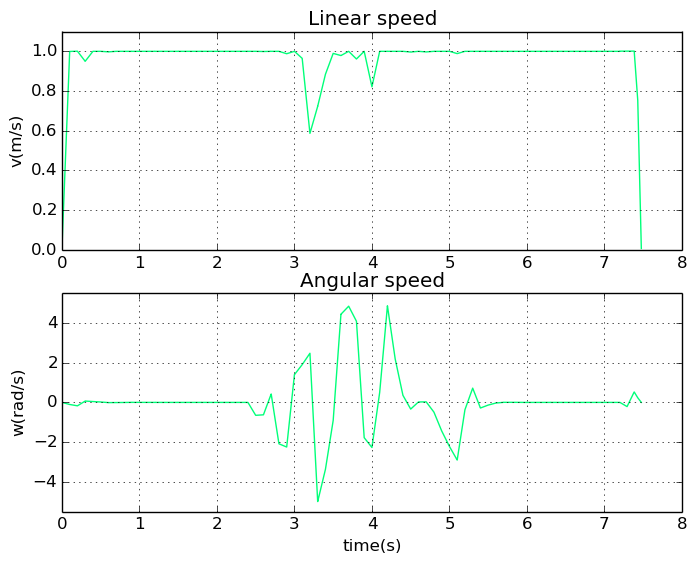 Linear speed
1.0
0.8
0.6
0.4
0.2
0.0
v(m/s)
0 1 2 3 4 5 6 7 8
Angular speed
4
2
0
−2
−4
w(rad/s)
0 1 2 3 4 5 6 7 8
time(s)